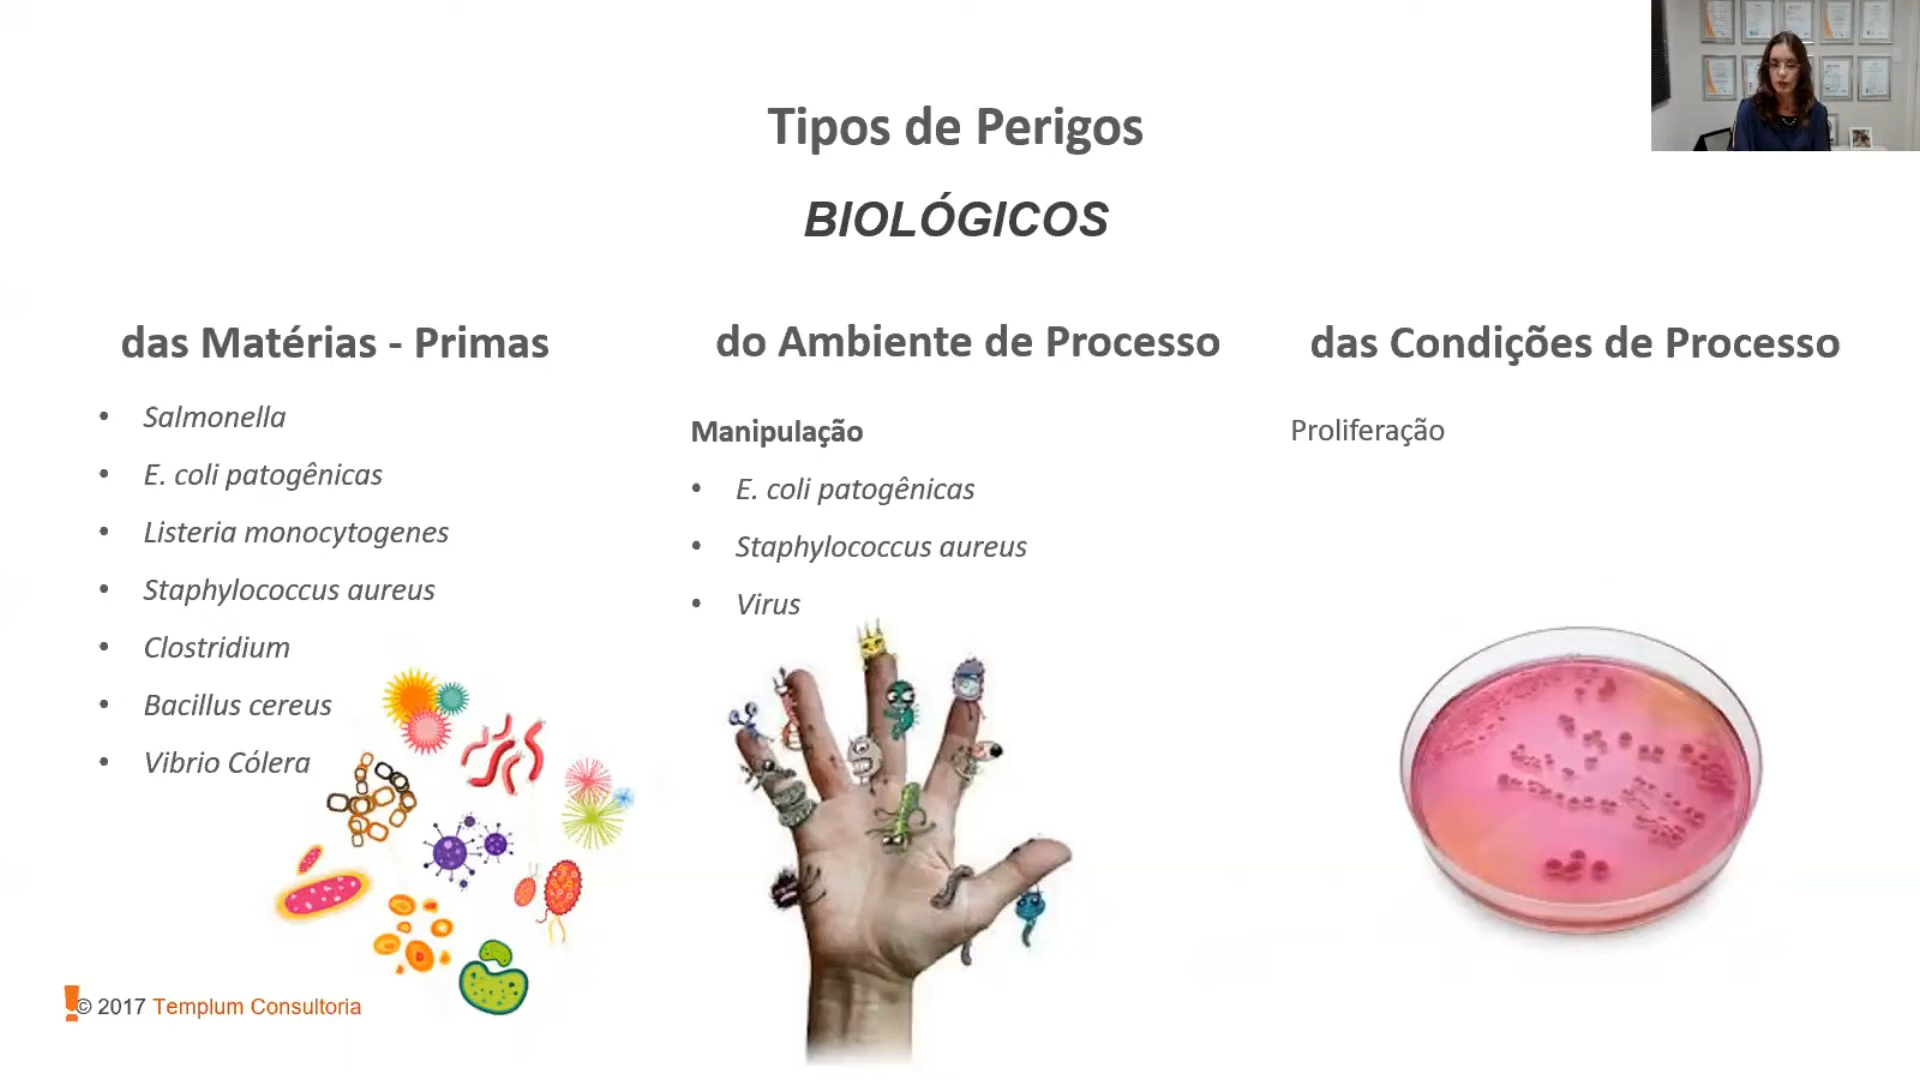 Tipos de Perigos
BIOLÓGICOS
das Matérias - Primas
• Salmonella
• E. coli patogênicas
• Listeria monocytogenes
• Staphylococcus aureus
• Clostridium
• Bacillus cereus
• Vibrio Cólera
do Ambiente de Processo
Manipulação
• E. coli patogênicas
• Staphylococcus aureus
• Virus
das Condições de Processo
Proliferação
© 2017 Templum Consultoria